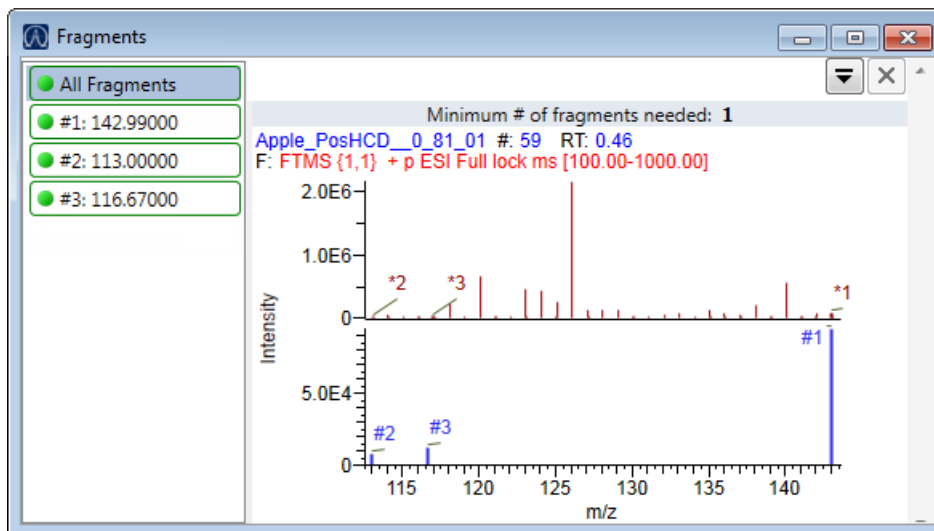 Fragments
All Fragments
#1: 142.99000
#2: 113.00000
#3: 116.67000
Minimum # of fragments needed: 1
Apple_PosHCD__0_81_01 #: 59 RT: 0.46
F: FTMS {1,1} + p ESI Full lock ms [100.00-1000.00]
2.0E6
1.0E6
0
*2
*3
*1
Intensity
5.0E4
0
#2
#3
#1
115 120 125 130 135 140
m/z